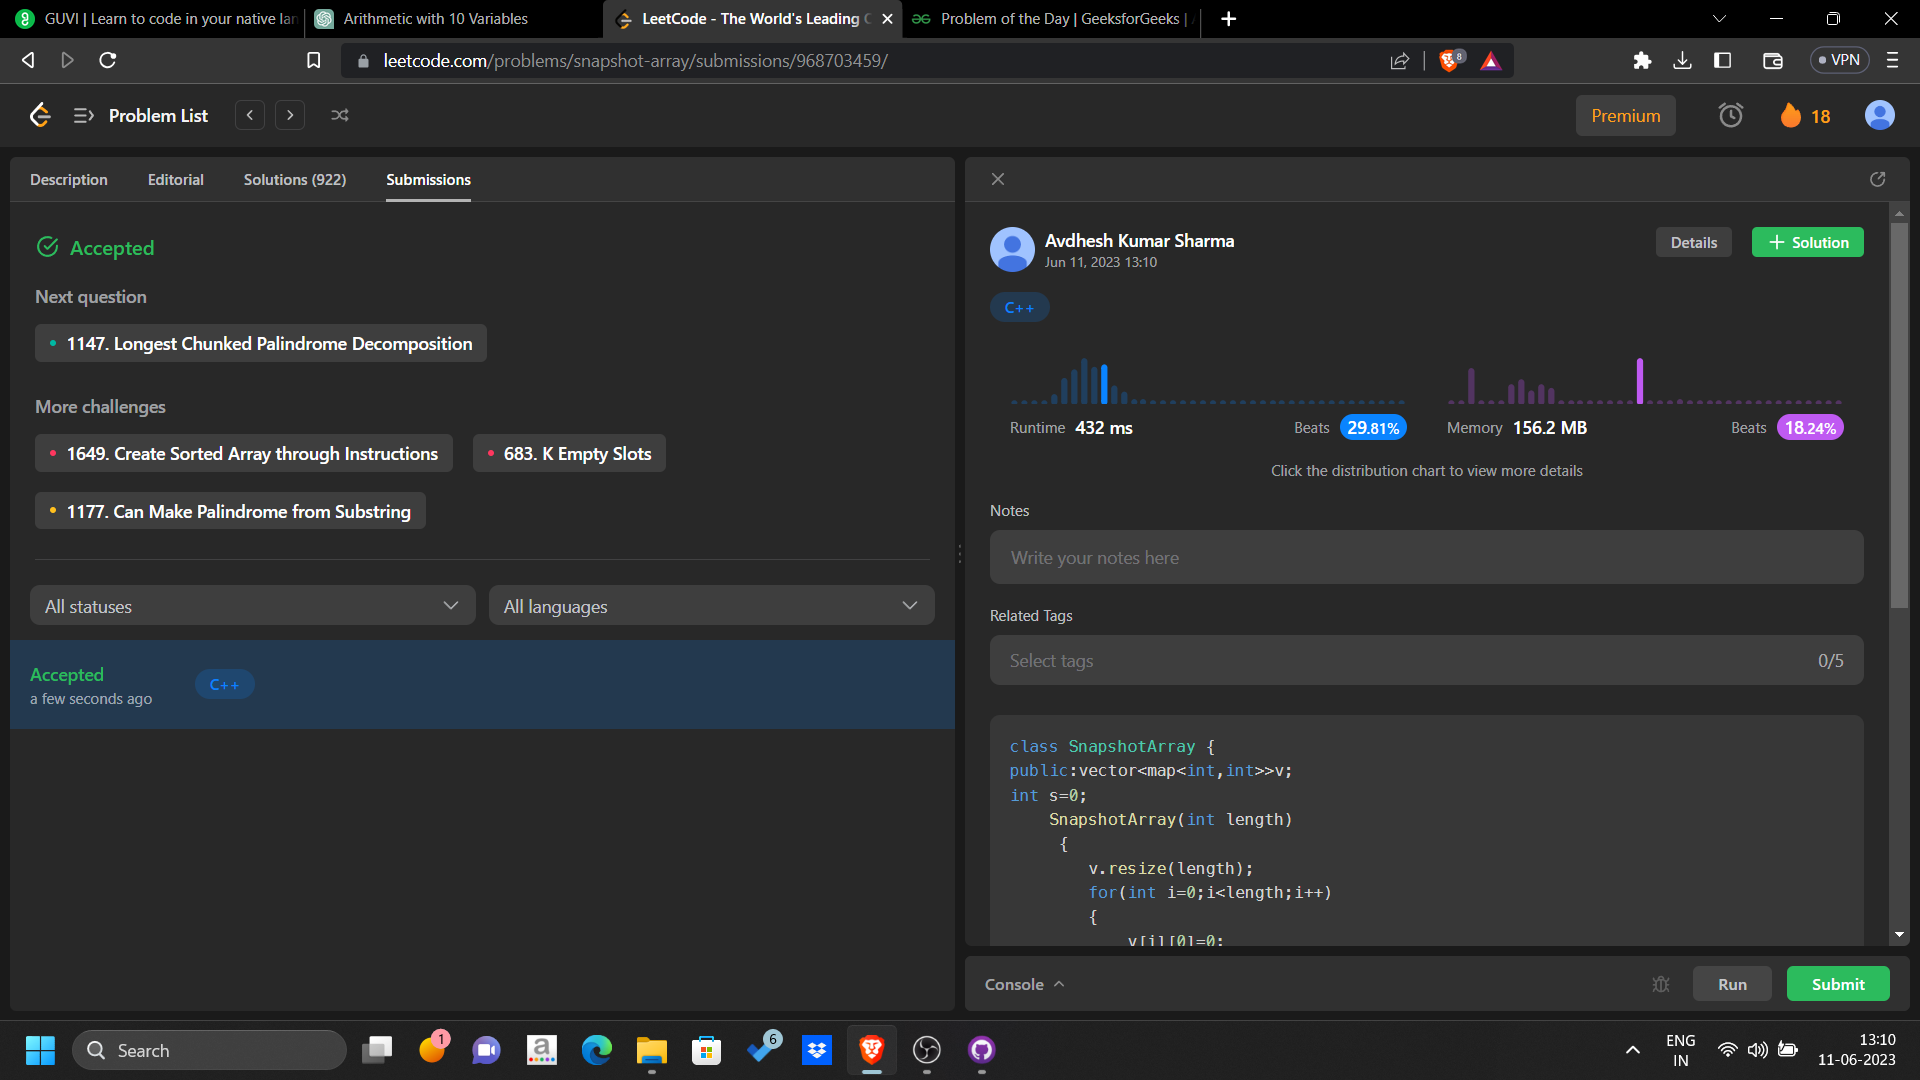 GUVI | Learn to code in your native lan
Arithmetic with 10 Variables
LeetCode - The World's Leading
Problem of the Day | GeeksforGeeks |
leetcode.com/problems/snapshot-array/submissions/968703459/
8
VPN
Problem List
Premium
18
Description
Editorial
Solutions (922)
Submissions
Accepted
Next question
1147. Longest Chunked Palindrome Decomposition
More challenges
1649. Create Sorted Array through Instructions
683. K Empty Slots
1177. Can Make Palindrome from Substring
All statuses
All languages
Accepted
a few seconds ago
C++
Avdhesh Kumar Sharma
Jun 11, 2023 13:10
Details
Solution
C++
Runtime 432 ms
Beats 29.81%
Memory 156.2 MB
Beats 18.24%
Click the distribution chart to view more details
Notes
Write your notes here
Related Tags
Select tags
0/5
class SnapshotArray {
public:vector<map<int,int>>v;
int s=0;
SnapshotArray(int length)
{
v.resize(length);
for(int i=0;i<length;i++)
{
v[i][0]=0;
Console
Run
Submit
Search
1
a
6
ENG
IN
13:10
11-06-2023